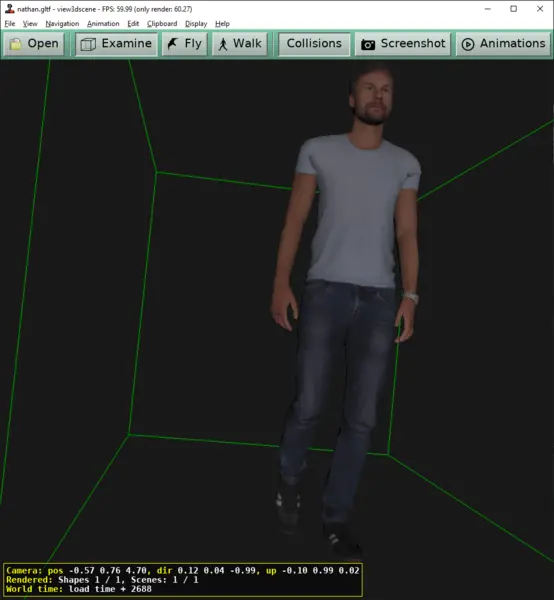 nathan.gltf - view3dscene - FPS: 59.99 (only render: 60.27)
File View Navigation Animation Edit Clipboard Display Help
Open Examine Fly Walk Collisions Screenshot Animations
Camera: pos -0.57 0.76 4.70, dir 0.12 0.04 -0.99, up -0.10 0.99 0.02
Rendered: Shapes 1 / 1, Scenes: 1 / 1
World time: load time + 2688